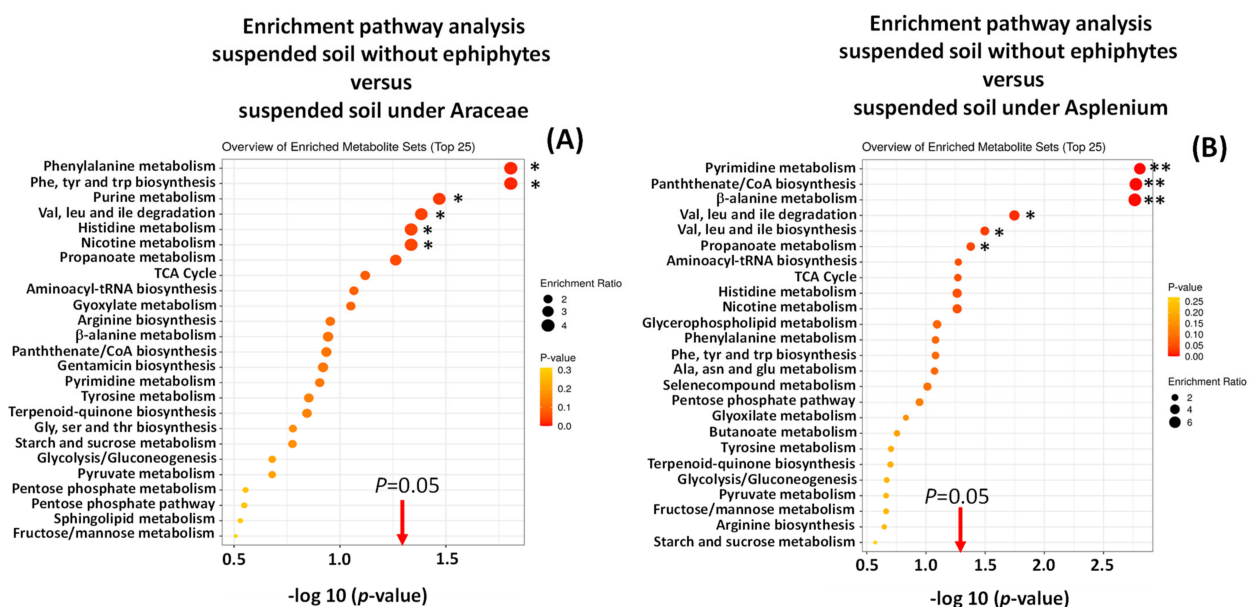 Enrichment pathway analysis
suspended soil without ephiphytes
versus
suspended soil under Araceae
(A)
Overview of Enriched Metabolite Sets (Top 25)
Phenylalanine metabolism *
Phe, tyr and trp biosynthesis *
Purine metabolism *
Val, leu and ile degradation *
Histidine metabolism *
Nicotine metabolism *
Propanoate metabolism
TCA Cycle
Aminoacyl-tRNA biosynthesis
Gyoxylate metabolism
Arginine biosynthesis
β-alanine metabolism
Panththenate/CoA biosynthesis
Gentamicin biosynthesis
Pyrimidine metabolism
Tyrosine metabolism
Terpenoid-quinone biosynthesis
Gly, ser and thr biosynthesis
Starch and sucrose metabolism
Glycolysis/Gluconeogenesis
Pyruvate metabolism
Pentose phosphate metabolism
Pentose phosphate pathway
Sphingolipid metabolism
Fructose/mannose metabolism
P=0.05
0.5 1.0 1.5
-log 10 (p-value)
Enrichment Ratio
2
3
4
P-value
0.3
0.2
0.1
0.0
Enrichment pathway analysis
suspended soil without ephiphytes
versus
suspended soil under Asplenium
(B)
Overview of Enriched Metabolite Sets (Top 25)
Pyrimidine metabolism **
Panththenate/CoA biosynthesis **
β-alanine metabolism **
Val, leu and ile degradation *
Val, leu and ile biosynthesis *
Propanoate metabolism *
Aminoacyl-tRNA biosynthesis
TCA Cycle
Histidine metabolism
Nicotine metabolism
Glycerophospholipid metabolism
Phenylalanine metabolism
Phe, tyr and trp biosynthesis
Ala, asn and glu metabolism
Selenecompound metabolism
Pentose phosphate pathway
Glyoxilate metabolism
Butanoate metabolism
Tyrosine metabolism
Terpenoid-quinone biosynthesis
Glycolysis/Gluconeogenesis
Pyruvate metabolism
Fructose/mannose metabolism
Arginine biosynthesis
Starch and sucrose metabolism
P=0.05
0.5 1.0 1.5 2.0 2.5
-log 10 (p-value)
P-value
0.25
0.20
0.15
0.10
0.05
0.00
Enrichment Ratio
2
4
6